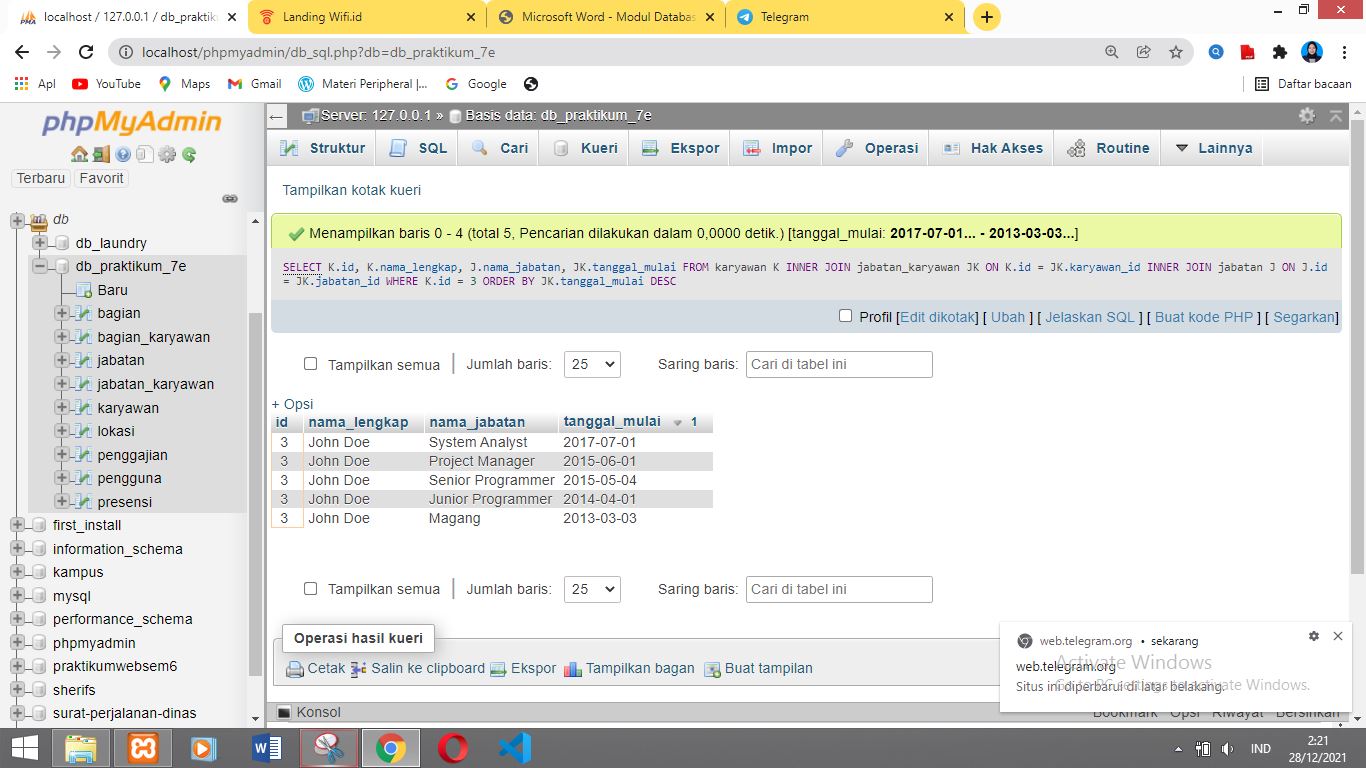 localhost / 127.0.0.1 / db_praktik
Landing Wifi.id
Microsoft Word - Modul Databas
Telegram
localhost/phpmyadmin/db_sql.php?db=db_praktikum_7e
Apl YouTube Maps Gmail Materi Peripheral |... Google Daftar bacaan
phpMyAdmin
Terbaru Favorit
db
db_laundry
db_praktikum_7e
Baru
bagian
bagian_karyawan
jabatan
jabatan_karyawan
karyawan
lokasi
penggajian
pengguna
presensi
first_install
information_schema
kampus
mysql
performance_schema
phpmyadmin
praktikumwebsem6
sherifs
surat-perjalanan-dinas
Server: 127.0.0.1 » Basis data: db_praktikum_7e
Struktur SQL Cari Kueri Ekspor Impor Operasi Hak Akses Routine Lainnya
Tampilkan kotak kueri
Menampilkan baris 0 - 4 (total 5, Pencarian dilakukan dalam 0,0000 detik.) [tanggal_mulai: 2017-07-01... - 2013-03-03...]
SELECT K.id, K.nama_lengkap, J.nama_jabatan, JK.tanggal_mulai FROM karyawan K INNER JOIN jabatan_karyawan JK ON K.id = JK.karyawan_id INNER JOIN jabatan J ON J.id
= JK.jabatan_id WHERE K.id = 3 ORDER BY JK.tanggal_mulai DESC
Profil [Edit dikotak] [ Ubah ] [ Jelaskan SQL ] [ Buat kode PHP ] [ Segarkan]
Tampilkan semua Jumlah baris: 25 Saring baris: Cari di tabel ini
+ Opsi
id nama_lengkap nama_jabatan tanggal_mulai 1
3 John Doe System Analyst 2017-07-01
3 John Doe Project Manager 2015-06-01
3 John Doe Senior Programmer 2015-05-04
3 John Doe Junior Programmer 2014-04-01
3 John Doe Magang 2013-03-03
Tampilkan semua Jumlah baris: 25 Saring baris: Cari di tabel ini
Operasi hasil kueri
Cetak Salin ke clipboard Ekspor Tampilkan bagan Buat tampilan
Konsol
Bookmark Opsi Riwayat Bersihkan
web.telegram.org • sekarang
web.telegram.org
Situs ini diperbarui di latar belakang.
Activate Windows
Go to PC settings to activate Windows.
IND
2:21
28/12/2021